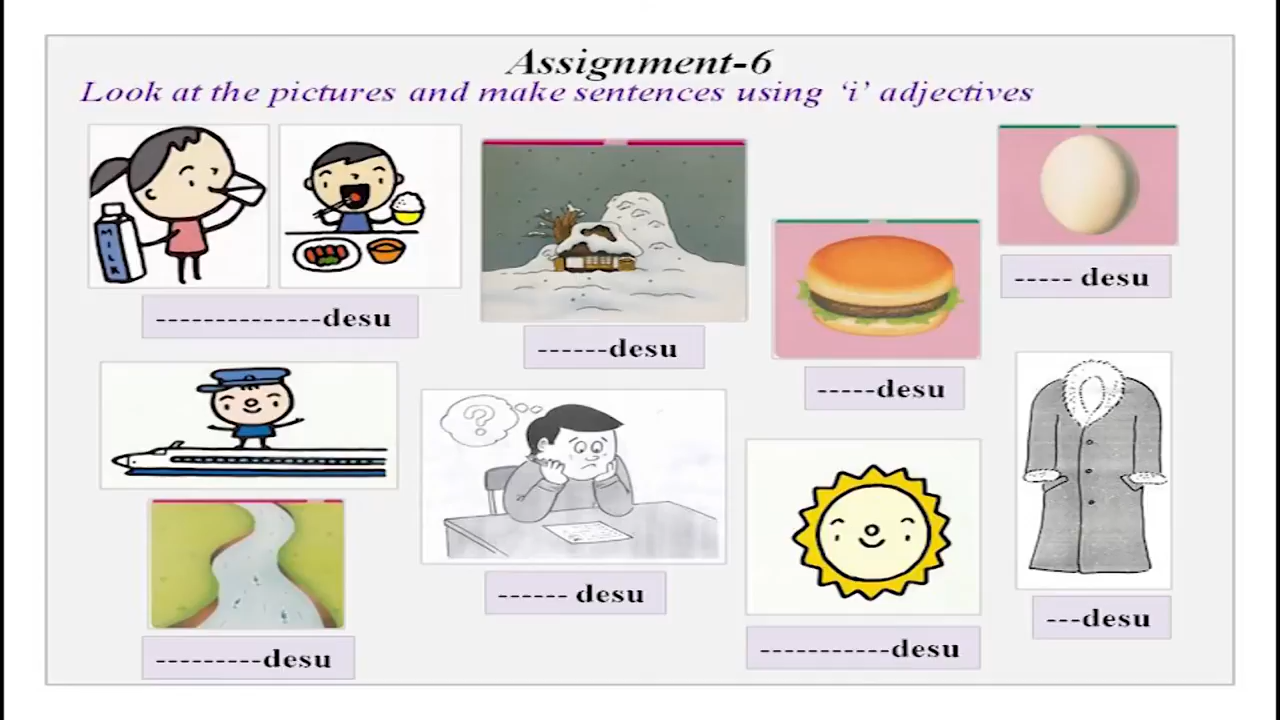 Assignment-6
Look at the pictures and make sentences using ‘i’ adjectives
MILK
--------------desu
------desu
-----desu
----- desu
?
---------desu
------ desu
-----------desu
---desu